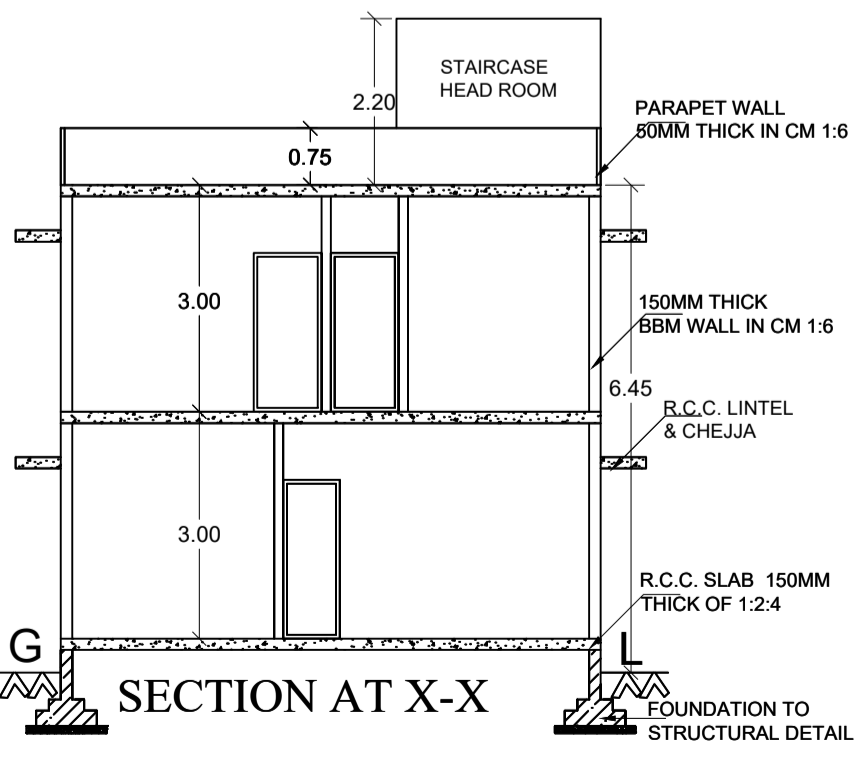 STAIRCASE
HEAD ROOM
2.20
PARAPET WALL
50MM THICK IN CM 1:6
0.75
3.00
150MM THICK
BBM WALL IN CM 1:6
6.45
R.C.C. LINTEL
& CHEJJA
3.00
R.C.C. SLAB 150MM
THICK OF 1:2:4
G
L
SECTION AT X-X
FOUNDATION TO
STRUCTURAL DETAIL